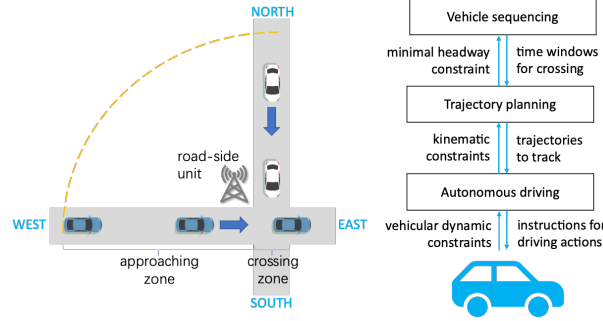 NORTH
road-side
unit
WEST
EAST
approaching
zone
crossing
zone
SOUTH
Vehicle sequencing
minimal headway
constraint
time windows
for crossing
Trajectory planning
kinematic
constraints
trajectories
to track
Autonomous driving
vehicular dynamic
constraints
instructions for
driving actions